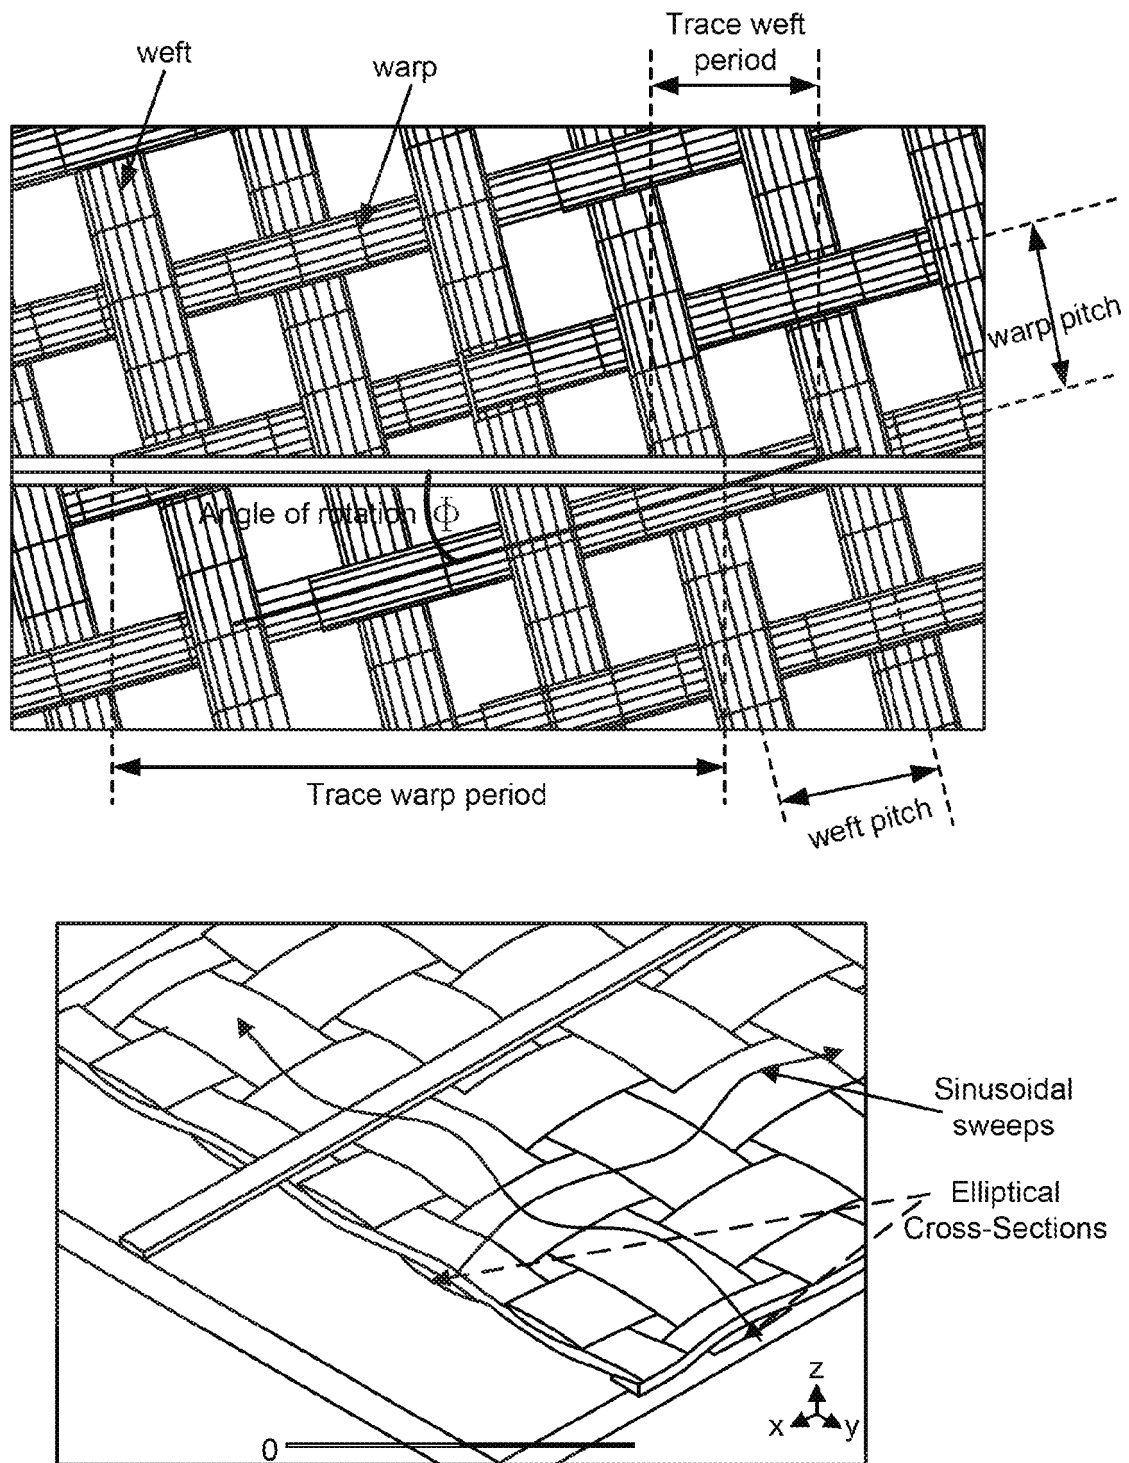 Trace weft
period
weft
warp
warp pitch
Angle of rotation Φ
Trace warp period
weft pitch
Sinusoidal
sweeps
Elliptical
Cross-Sections
z
x
y
0